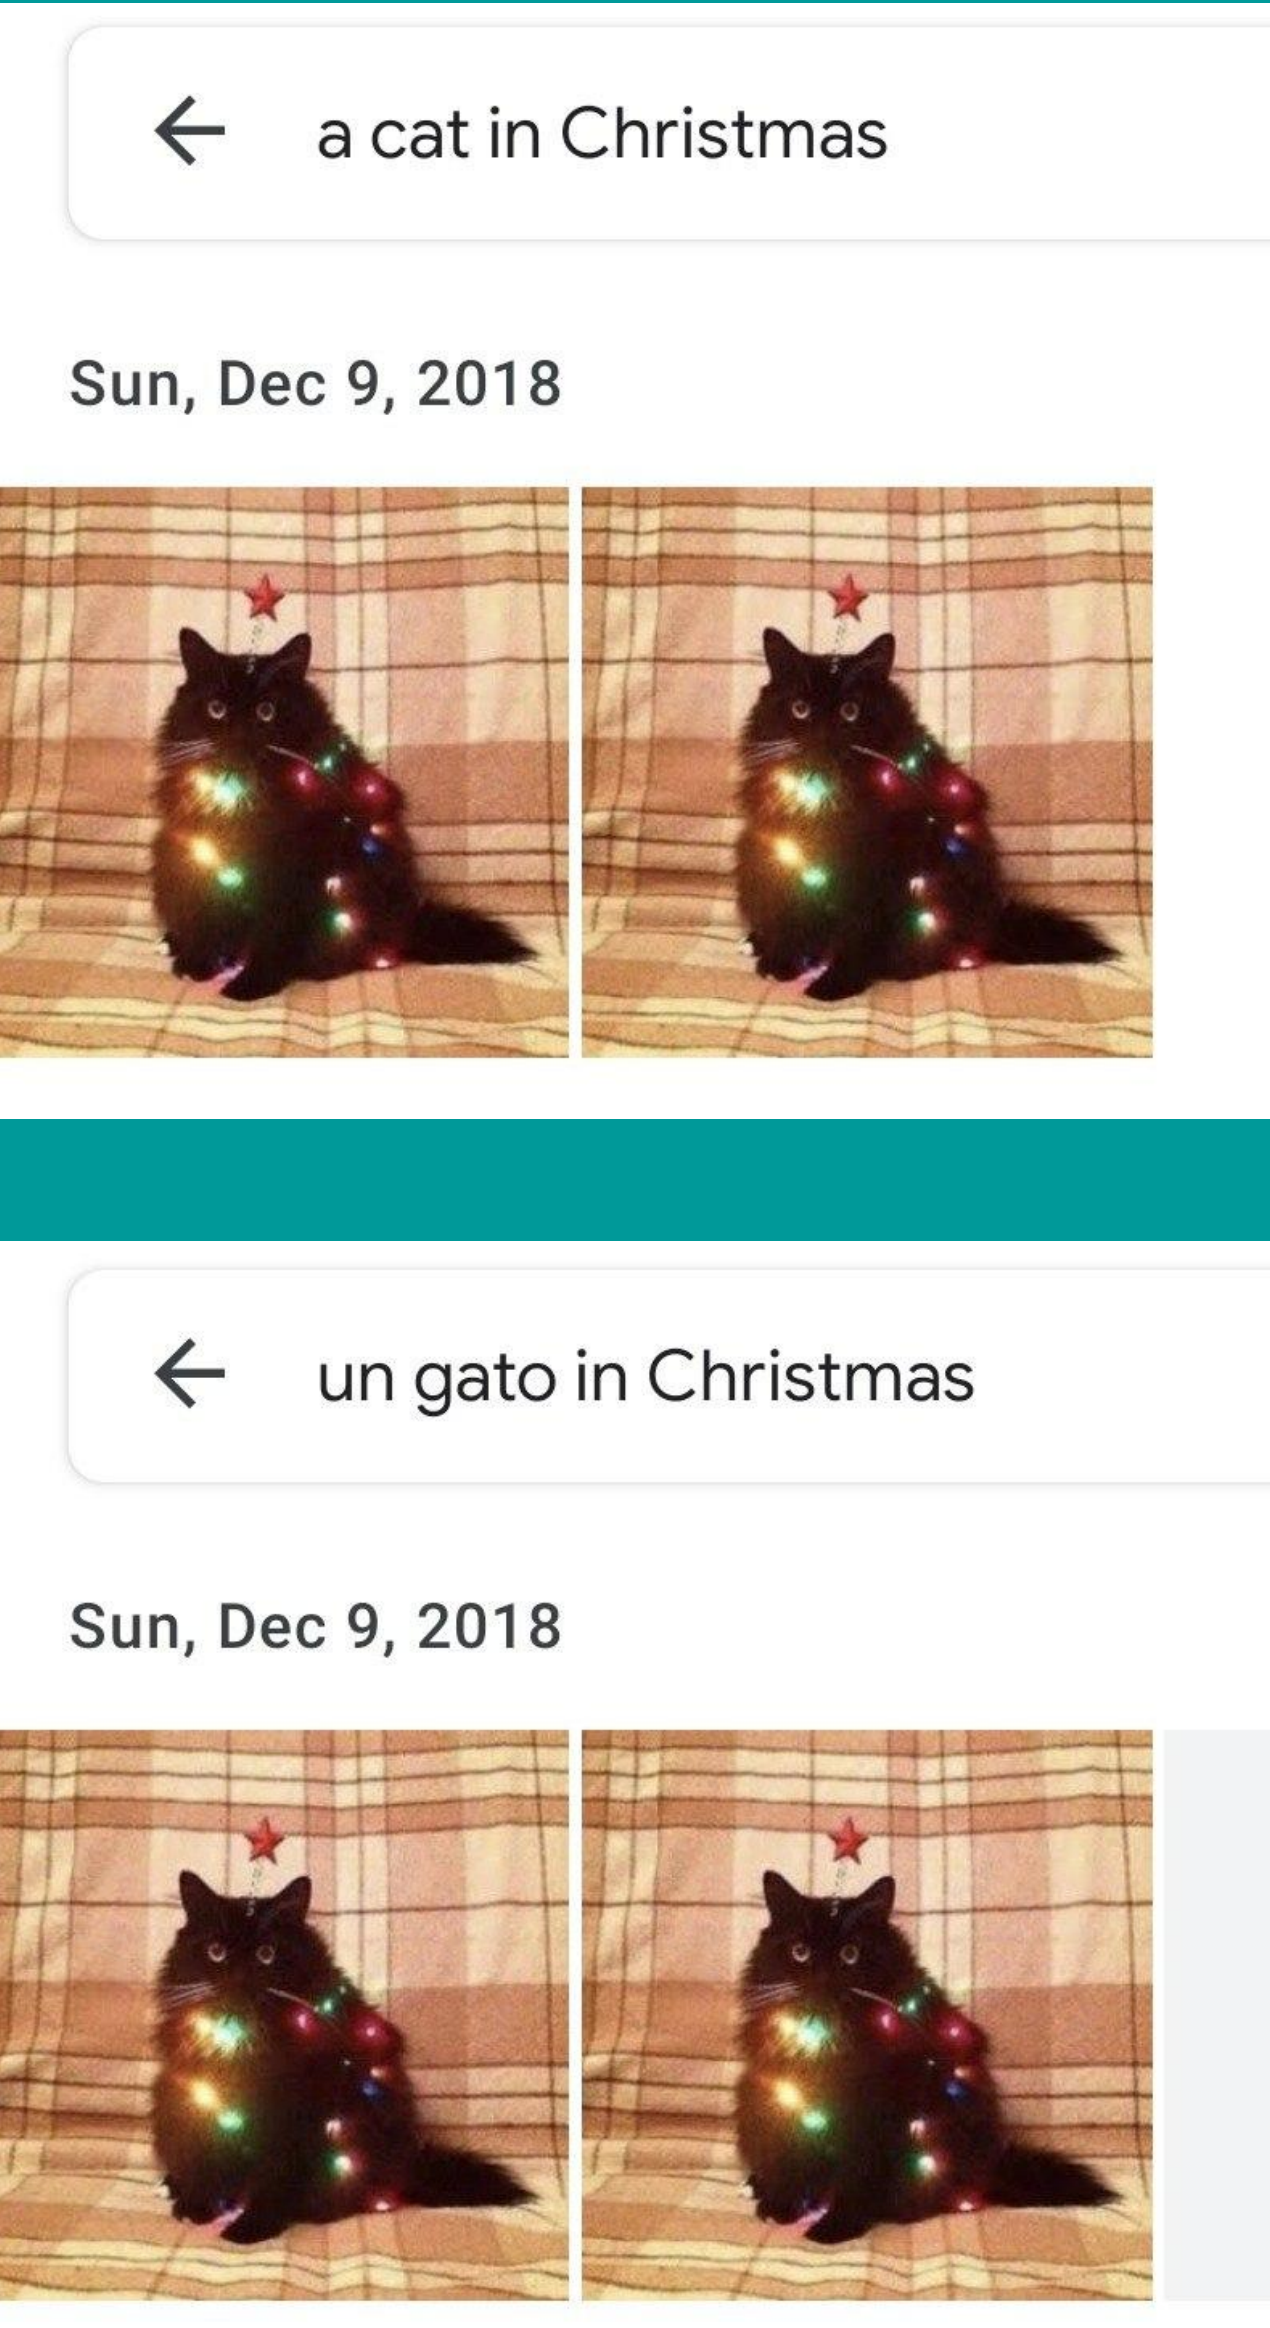 a cat in Christmas
Sun, Dec 9, 2018
un gato in Christmas
Sun, Dec 9, 2018